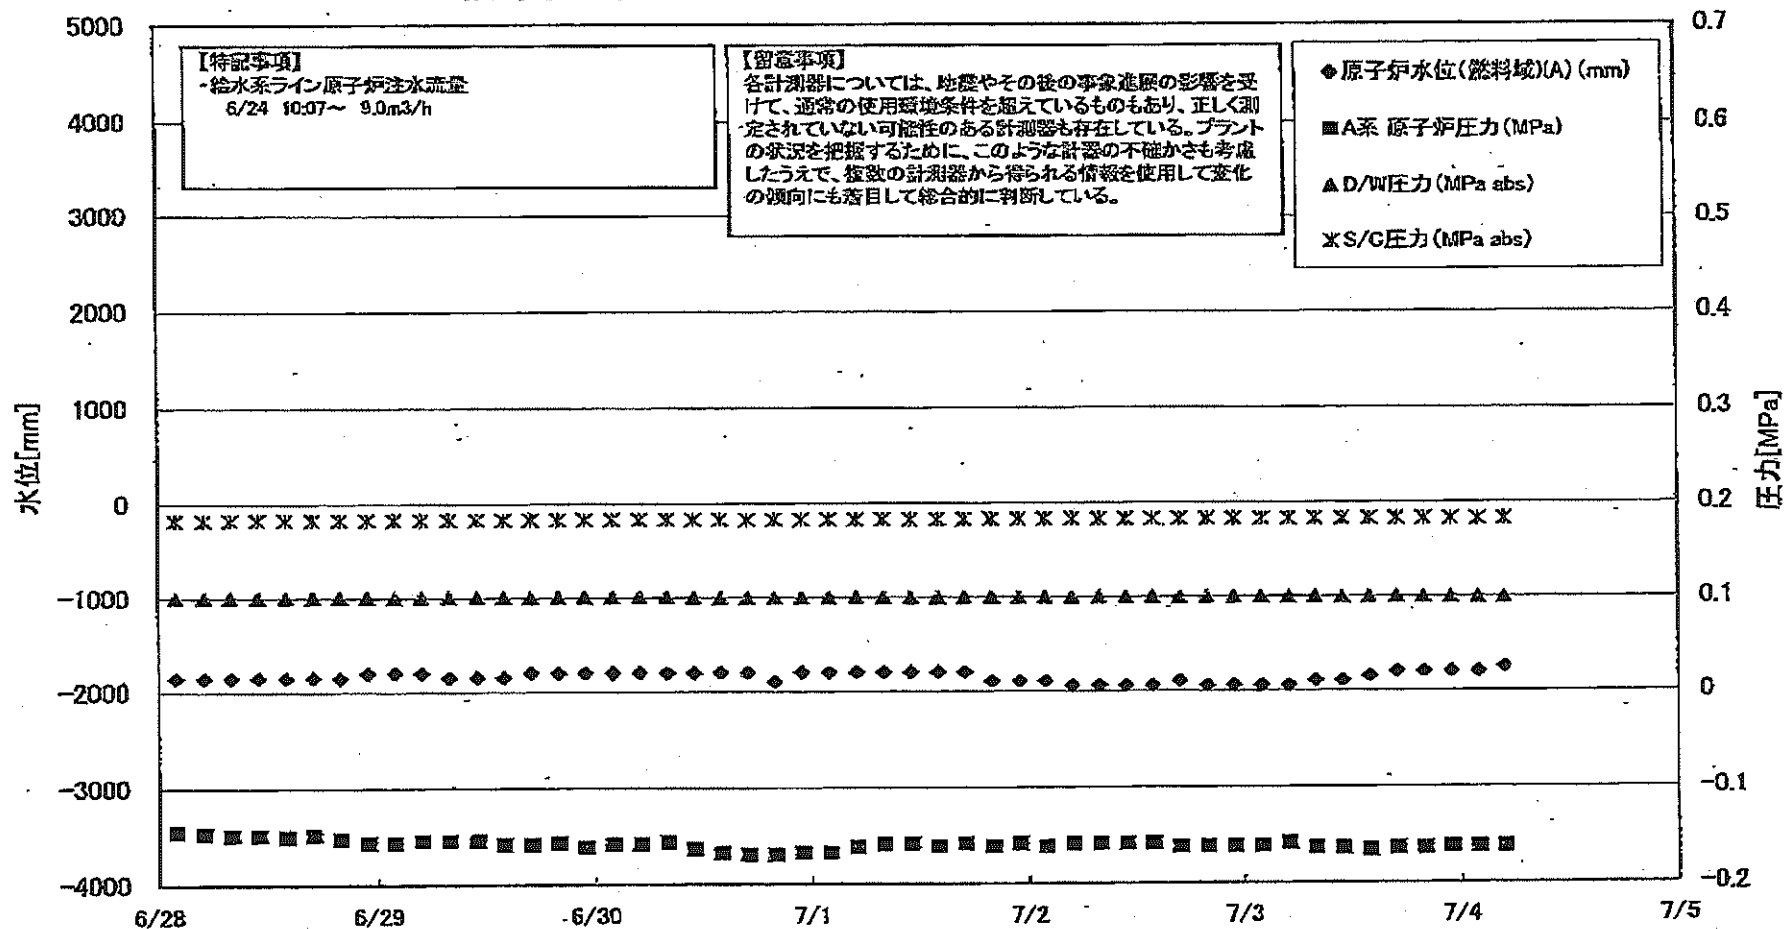 5000
4000
3000
2000
1000
0
-1000
-2000
-3000
-4000
水位[mm]
【特記事項】
・給水系ライン原子炉注水流量
6/24 10:07～ 9.0m3/h
【留意事項】
各計測器については、地震やその後の事象進展の影響を受
けて、通常の使用環境条件を超えているものもあり、正しく測
定されていない可能性のある計測器も存在している。プラント
の状況を把握するために、このような計器の不確かさも考慮
したうえで、複数の計測器から得られる情報を使用して変化
の傾向にも着目して総合的に判断している。
◆原子炉水位(燃料域)(A)(mm)
■A系 原子炉圧力(MPa)
▲D/W圧力(MPa abs)
S/C圧力(MPa abs)
0.7
0.6
0.5
0.4
0.3
0.2
0.1
0
-0.1
-0.2
圧力[MPa]
6/28
6/29
6/30
7/1
7/2
7/3
7/4
7/5